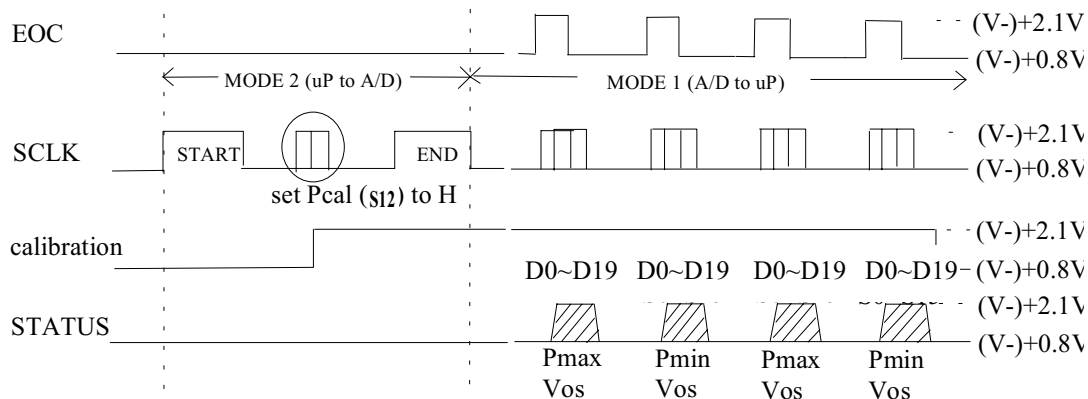 EOC
(V-)+2.1V
(V-)+0.8V
MODE 2 (uP to A/D)
MODE 1 (A/D to uP)
SCLK
START
END
(V-)+2.1V
(V-)+0.8V
set Pcal (S12) to H
calibration
(V-)+2.1V
D0~D19 D0~D19 D0~D19 D0~D19
(V-)+0.8V
STATUS
(V-)+2.1V
(V-)+0.8V
Pmax Pmin Pmax Pmin
Vos Vos Vos Vos